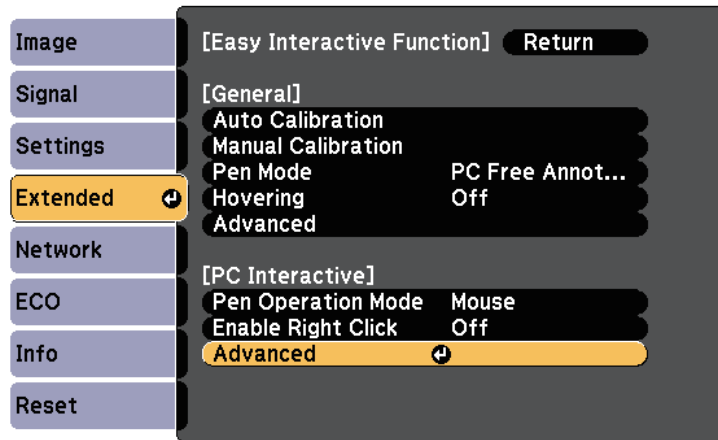 Image
Signal
Settings
Extended
Network
ECO
Info
Reset
[Easy Interactive Function] Return
[General]
Auto Calibration
Manual Calibration
Pen Mode PC Free Annot...
Hovering Off
Advanced
[PC Interactive]
Pen Operation Mode Mouse
Enable Right Click Off
Advanced